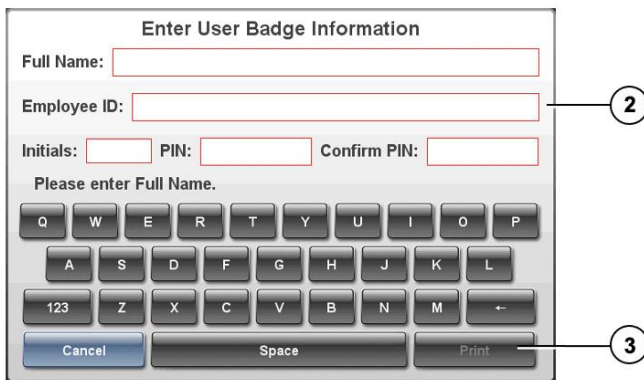 Enter User Badge Information
Full Name:
Employee ID:
2
Initials: PIN: Confirm PIN:
Please enter Full Name.
Q W E R T Y U I O P
A S D F G H J K L
123 Z X C V B N M ←
Cancel Space Print
3